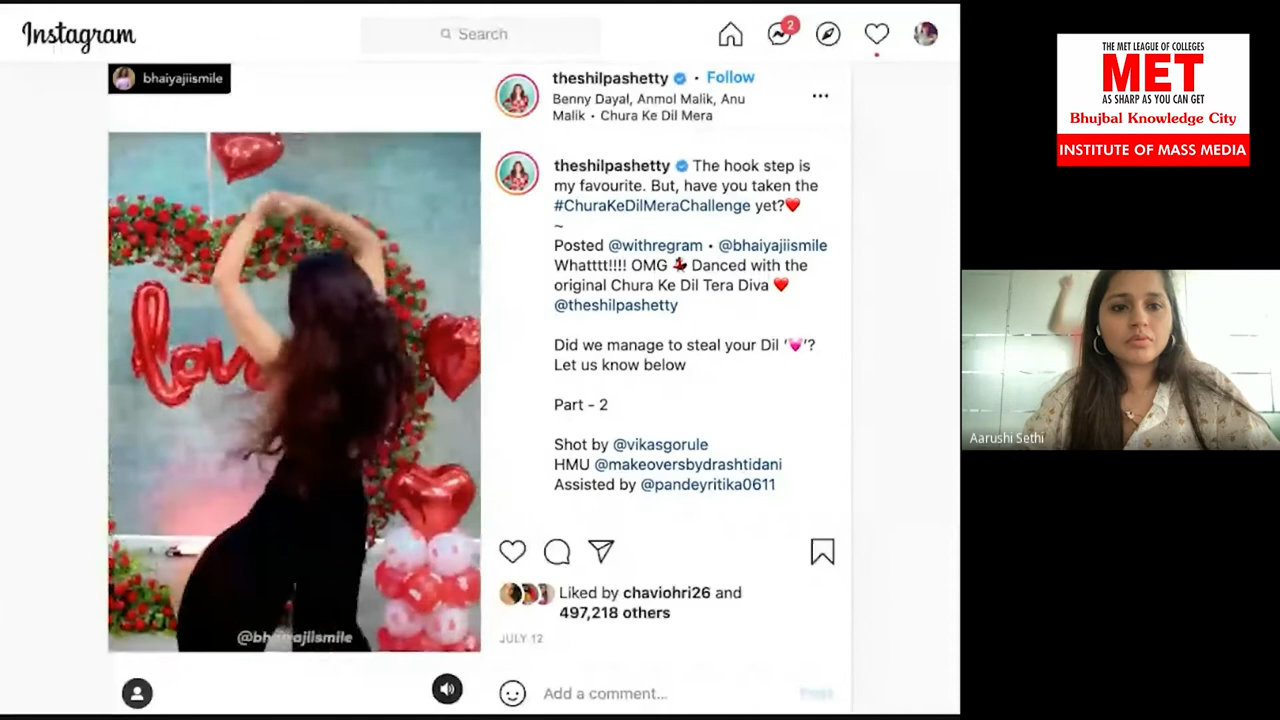 Instagram
Search
2
bhaiyajiismile
love
@bhaiyajiismile
theshilpashetty • Follow
Benny Dayal, Anmol Malik, Anu
Malik • Chura Ke Dil Mera
theshilpashetty The hook step is
my favourite. But, have you taken the
#ChuraKeDilMeraChallenge yet?❤️
~
Posted @withregram • @bhaiyajiismile
Whatttt!!!! OMG 💃 Danced with the
original Chura Ke Dil Tera Diva ❤️
@theshilpashetty
Did we manage to steal your Dil ‘💓’?
Let us know below
Part - 2
Shot by @vikasgorule
HMU @makeoversbydrashtidani
Assisted by @pandeyritika0611
Liked by chaviohri26 and
497,218 others
JULY 12
Add a comment...
Post
THE MET LEAGUE OF COLLEGES
MET
AS SHARP AS YOU CAN GET
Bhujbal Knowledge City
INSTITUTE OF MASS MEDIA
Aarushi Sethi